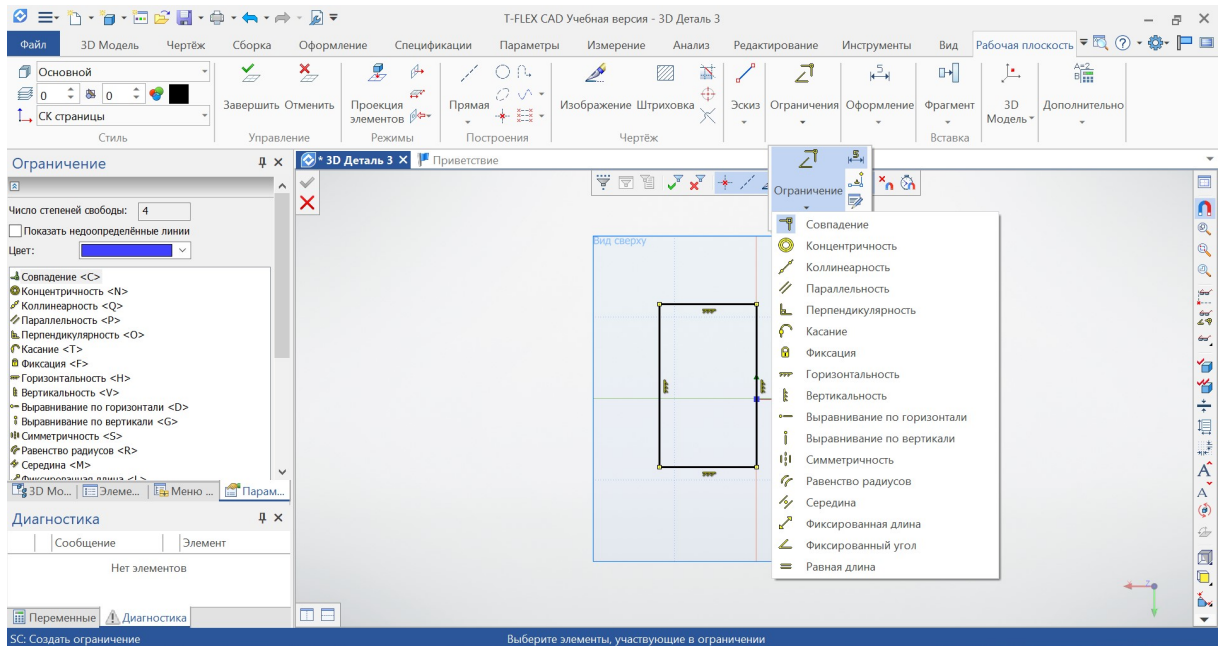 T-FLEX CAD Учебная версия - 3D Деталь 3
Файл 3D Модель Чертёж Сборка Оформление Спецификации Параметры Измерение Анализ Редактирование Инструменты Вид Рабочая плоскость
Основной
0 0
СК страницы
Стиль
Завершить Отменить
Управление
Проекция элементов
Режимы
Прямая
Построения
Изображение Штриховка
Чертёж
Эскиз
Ограничения
Оформление
Фрагмент
Вставка
3D Модель
Дополнительно
Ограничение
Число степеней свободы: 4
Показать недоопределённые линии
Цвет:
Совпадение <C>
Концентричность <N>
Коллинеарность <Q>
Параллельность <P>
Перпендикулярность <O>
Касание <T>
Фиксация <F>
Горизонтальность <H>
Вертикальность <V>
Выравнивание по горизонтали <D>
Выравнивание по вертикали <G>
Симметричность <S>
Равенство радиусов <R>
Середина <M>
3D Мо... Элеме... Меню ... Парам...
Диагностика
Сообщение Элемент
Нет элементов
Переменные Диагностика
* 3D Деталь 3 Приветствие
Вид сверху
Ограничение
Совпадение
Концентричность
Коллинеарность
Параллельность
Перпендикулярность
Касание
Фиксация
Горизонтальность
Вертикальность
Выравнивание по горизонтали
Выравнивание по вертикали
Симметричность
Равенство радиусов
Середина
Фиксированная длина
Фиксированный угол
Равная длина
SC: Создать ограничение
Выберите элементы, участвующие в ограничении